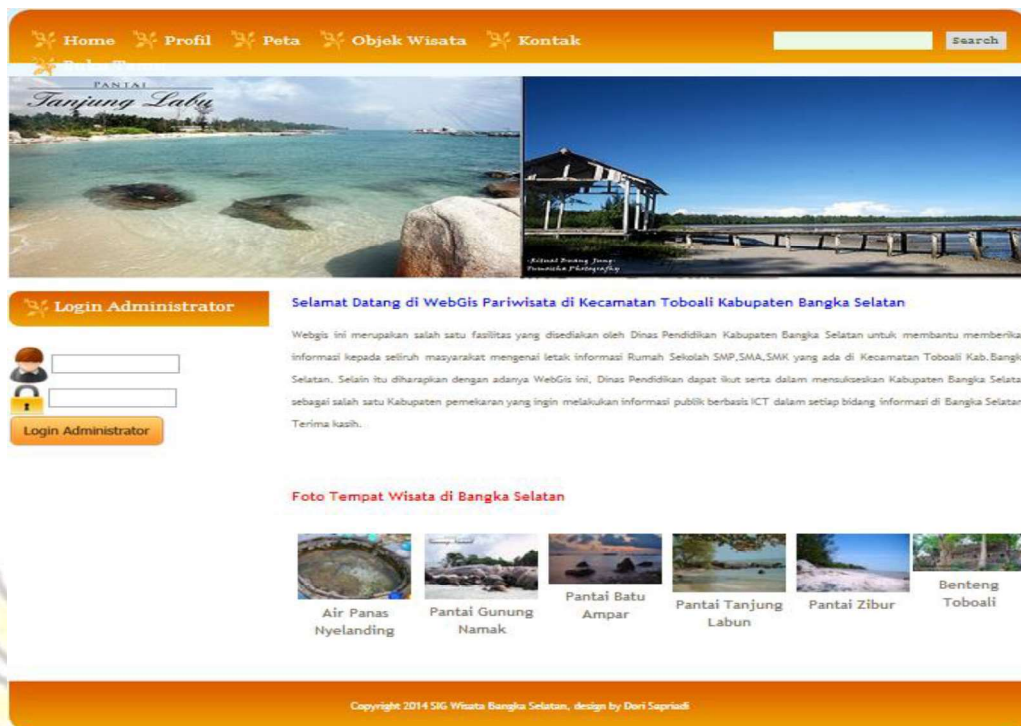 Home Profil Peta Objek Wisata Kontak
Search
PANTAI
Tanjung Labu
-Ritual Buang Jung-
Login Administrator
Login Administrator
Selamat Datang di WebGis Pariwisata di Kecamatan Toboali Kabupaten Bangka Selatan
Webgis ini merupakan salah satu fasilitas yang disediakan oleh Dinas Pendidikan Kabupaten Bangka Selatan untuk membantu memberika
informasi kepada seliruh masyarakat mengenai letak informasi Rumah Sekolah SMP,SMA,SMK yang ada di Kecamatan Toboali Kab.Bangk
Selatan. Selain itu diharapkan dengan adanya WebGis ini, Dinas Pendidikan dapat ikut serta dalam mensukseskan Kabupaten Bangka Selata
sebagai salah satu Kabupaten pemekaran yang ingin melakukan informasi publik berbasis ICT dalam setiap bidang informasi di Bangka Selatan
Terima kasih.
Foto Tempat Wisata di Bangka Selatan
Air Panas
Nyelanding
Pantai Gunung
Namak
Pantai Batu
Ampar
Pantai Tanjung
Labun
Pantai Zibur
Benteng
Toboali
Copyright 2014 SIG Wisata Bangka Selatan, design by Dori Sapriadi